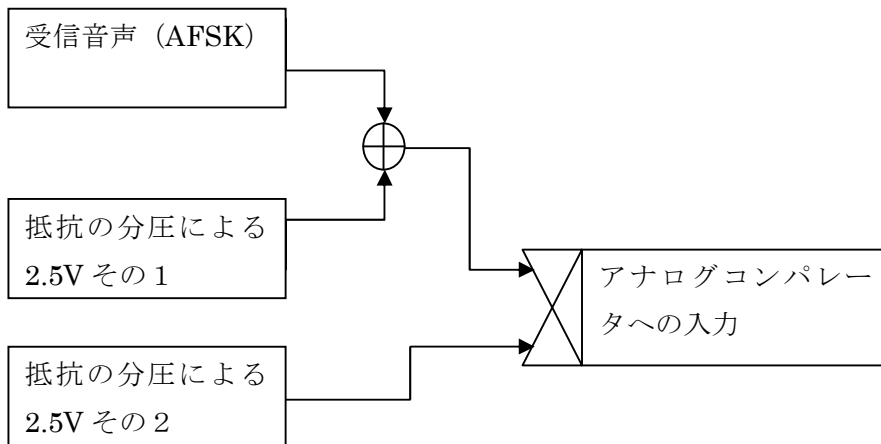 受信音声（AFSK）
抵抗の分圧による
2.5V その１
アナログコンパレー
タへの入力
抵抗の分圧による
2.5V その２